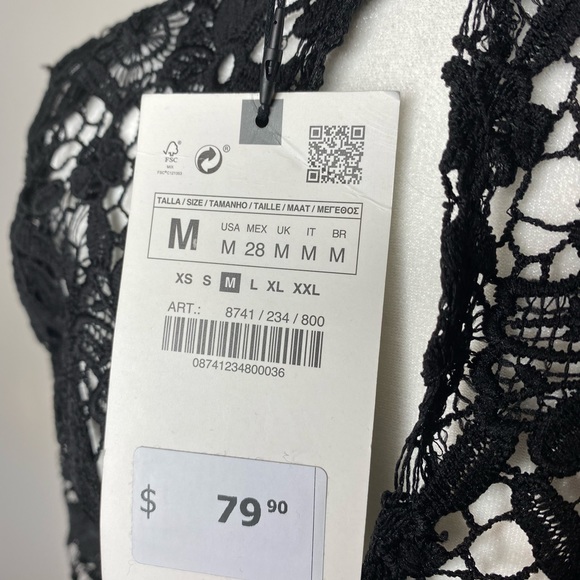 FSC
®
TALLA / SIZE / TAMANHO / TAILLE / MAAT / ΜΕΓΕΘΟΣ
M USA MEX UK IT BR
M 28 M M M
XS S M L XL XXL
ART.: 8741 / 234 / 800
08741234800036
$ 79 90